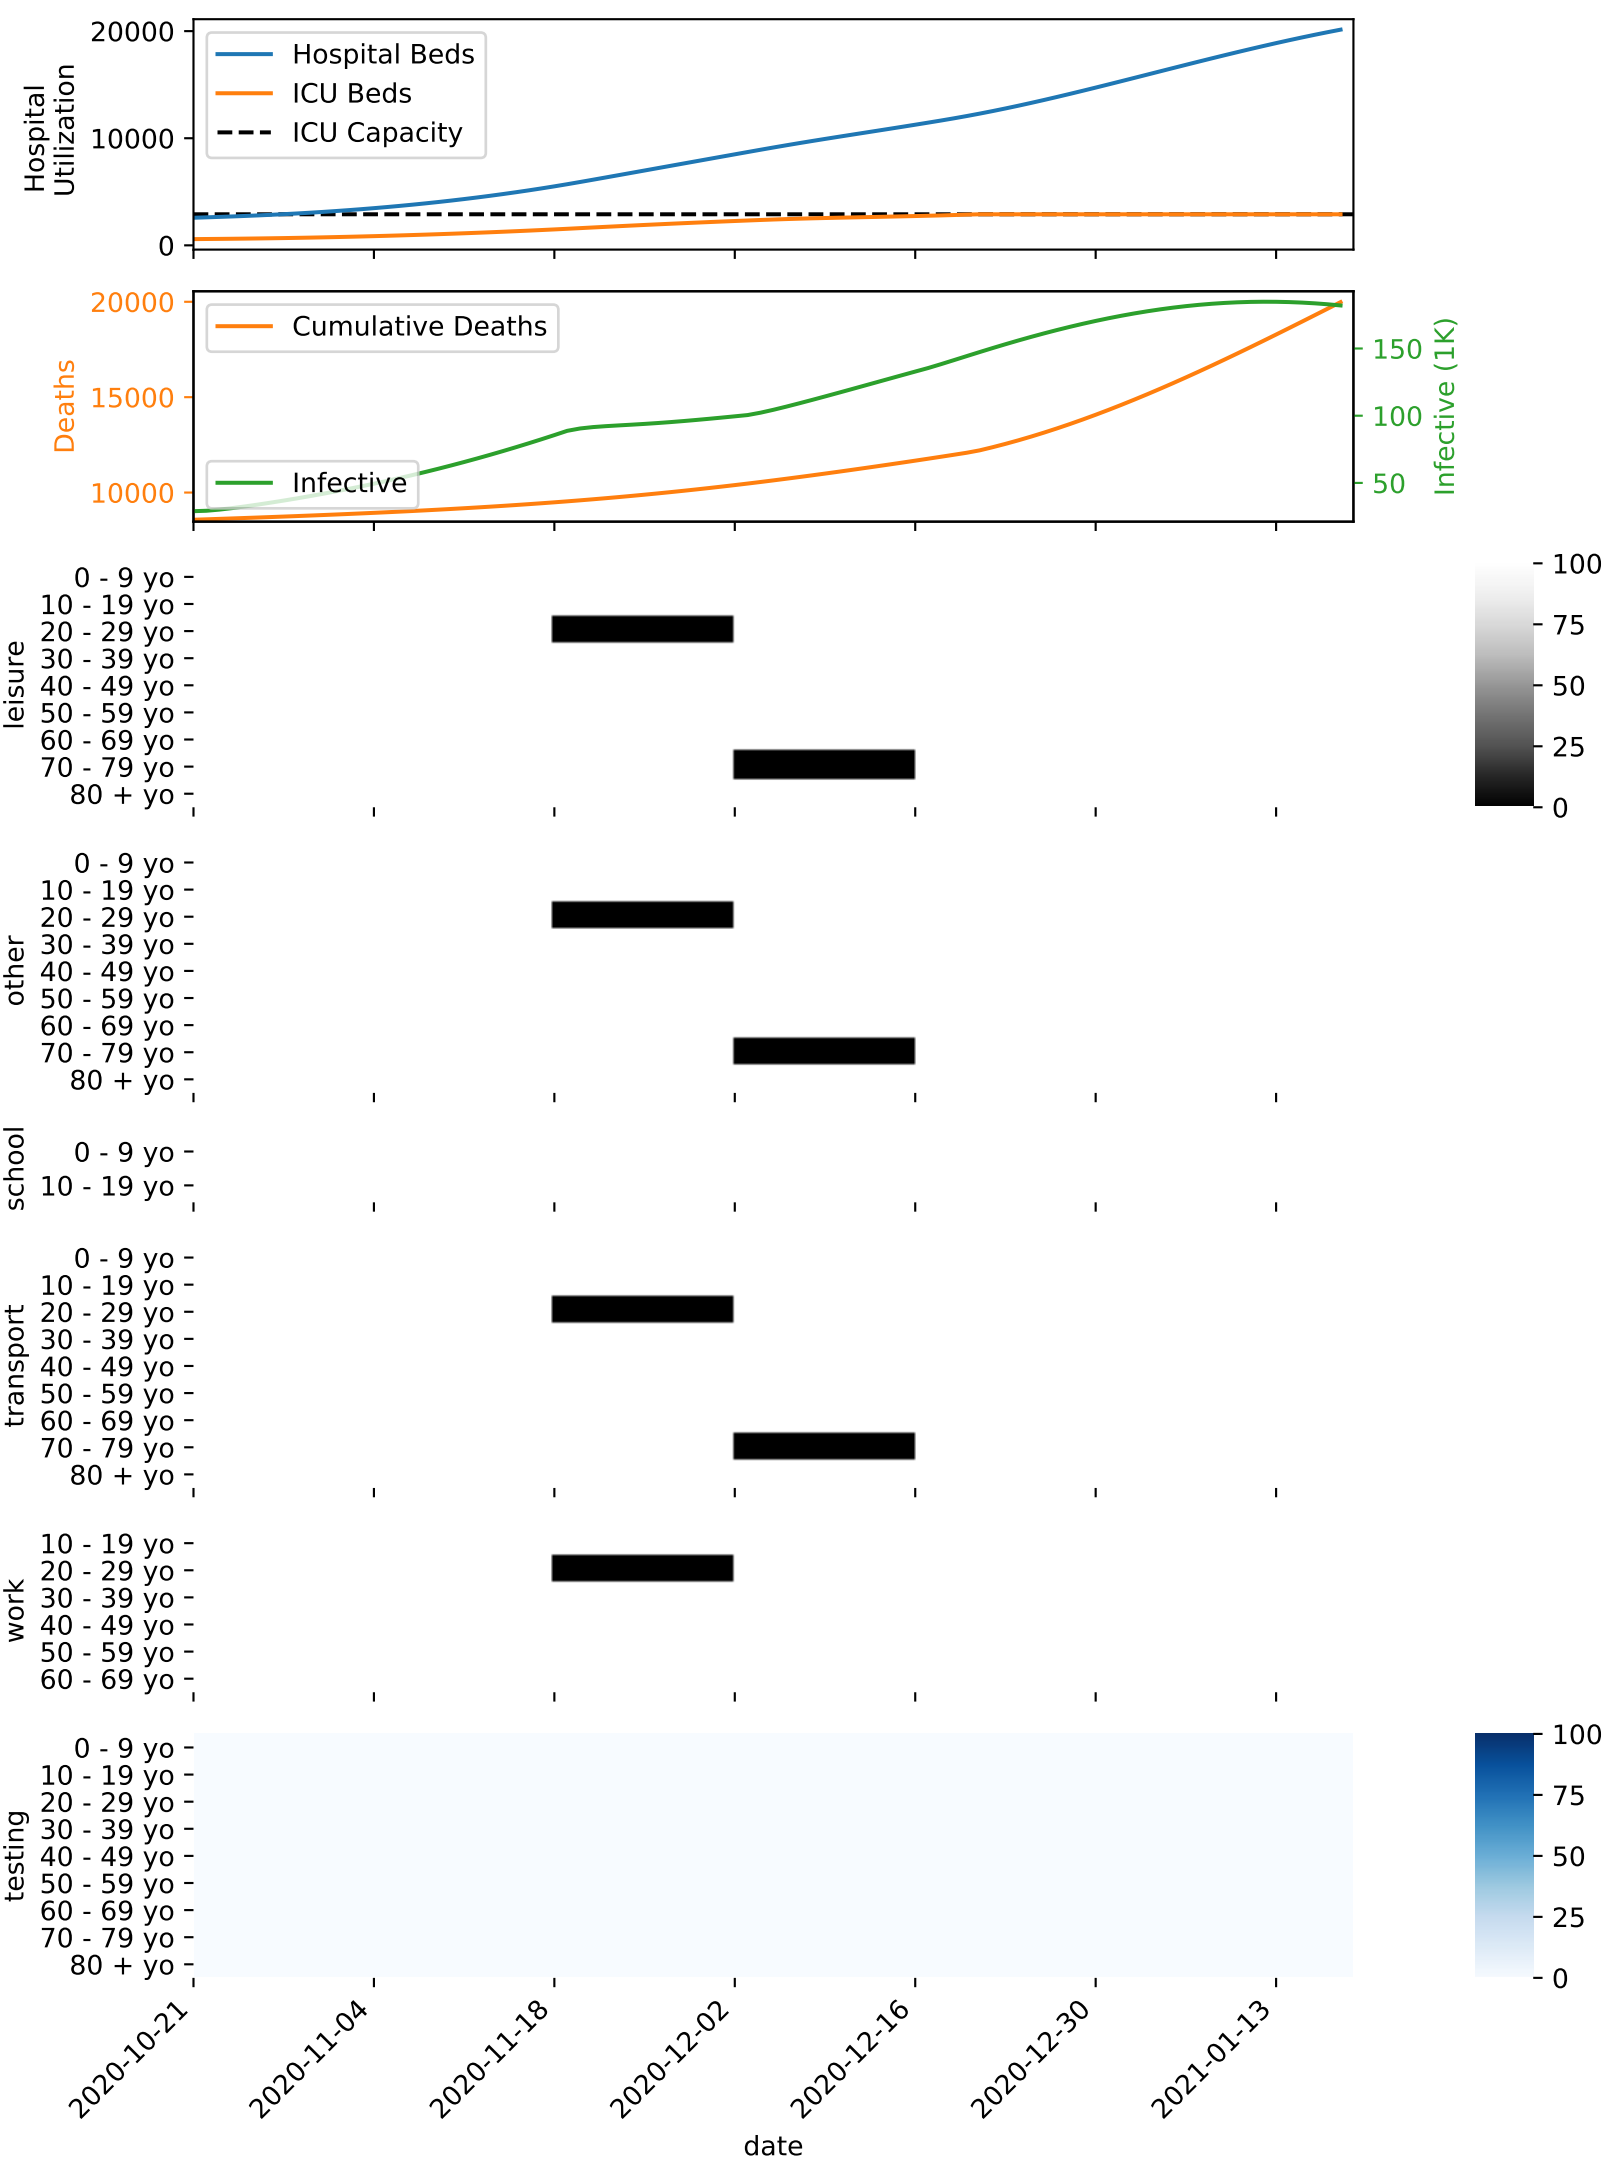 20000
10000
0
Hospital
Utilization
Hospital Beds
ICU Beds
ICU Capacity
20000
15000
10000
Deaths
Cumulative Deaths
Infective
150
100
50
Infective (1K)
leisure
0 - 9 yo
10 - 19 yo
20 - 29 yo
30 - 39 yo
40 - 49 yo
50 - 59 yo
60 - 69 yo
70 - 79 yo
80 + yo
100
75
50
25
0
other
0 - 9 yo
10 - 19 yo
20 - 29 yo
30 - 39 yo
40 - 49 yo
50 - 59 yo
60 - 69 yo
70 - 79 yo
80 + yo
school
0 - 9 yo
10 - 19 yo
transport
0 - 9 yo
10 - 19 yo
20 - 29 yo
30 - 39 yo
40 - 49 yo
50 - 59 yo
60 - 69 yo
70 - 79 yo
80 + yo
work
10 - 19 yo
20 - 29 yo
30 - 39 yo
40 - 49 yo
50 - 59 yo
60 - 69 yo
testing
0 - 9 yo
10 - 19 yo
20 - 29 yo
30 - 39 yo
40 - 49 yo
50 - 59 yo
60 - 69 yo
70 - 79 yo
80 + yo
100
75
50
25
0
2020-10-21
2020-11-04
2020-11-18
2020-12-02
2020-12-16
2020-12-30
2021-01-13
date